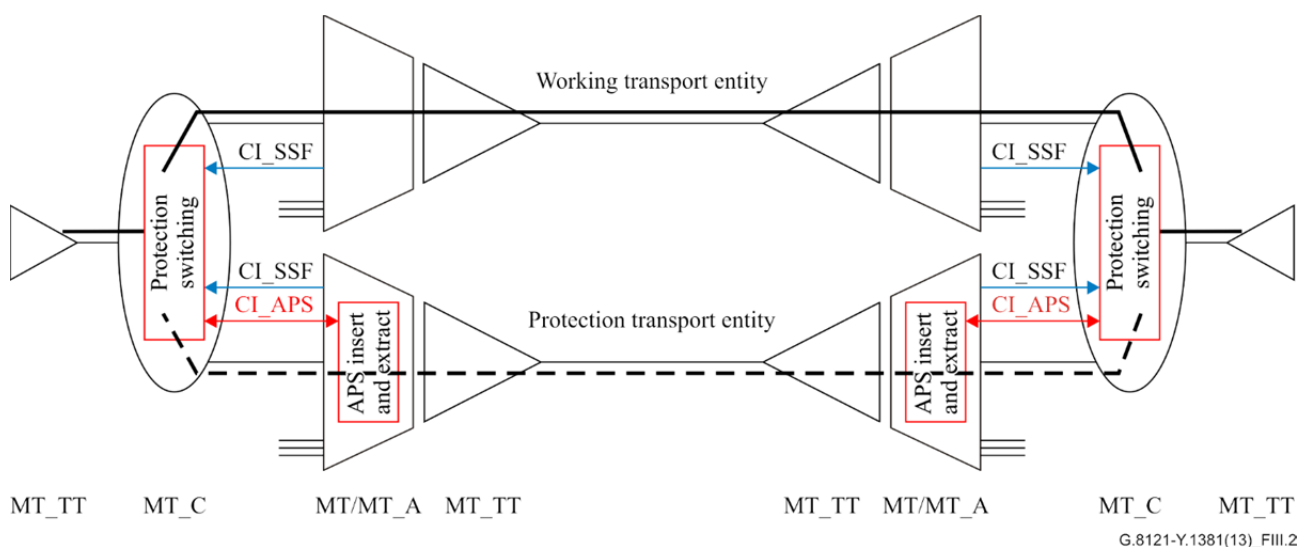 Working transport entity
CI_SSF
CI_SSF
Protection
switching
Protection
switching
CI_SSF
CI_SSF
CI_APS
CI_APS
Protection transport entity
APS insert
and extract
APS insert
and extract
MT_TT
MT_C
MT/MT_A
MT_TT
MT_TT
MT/MT_A
MT_C
MT_TT
G.8121-Y.1381(13)_FIII.2